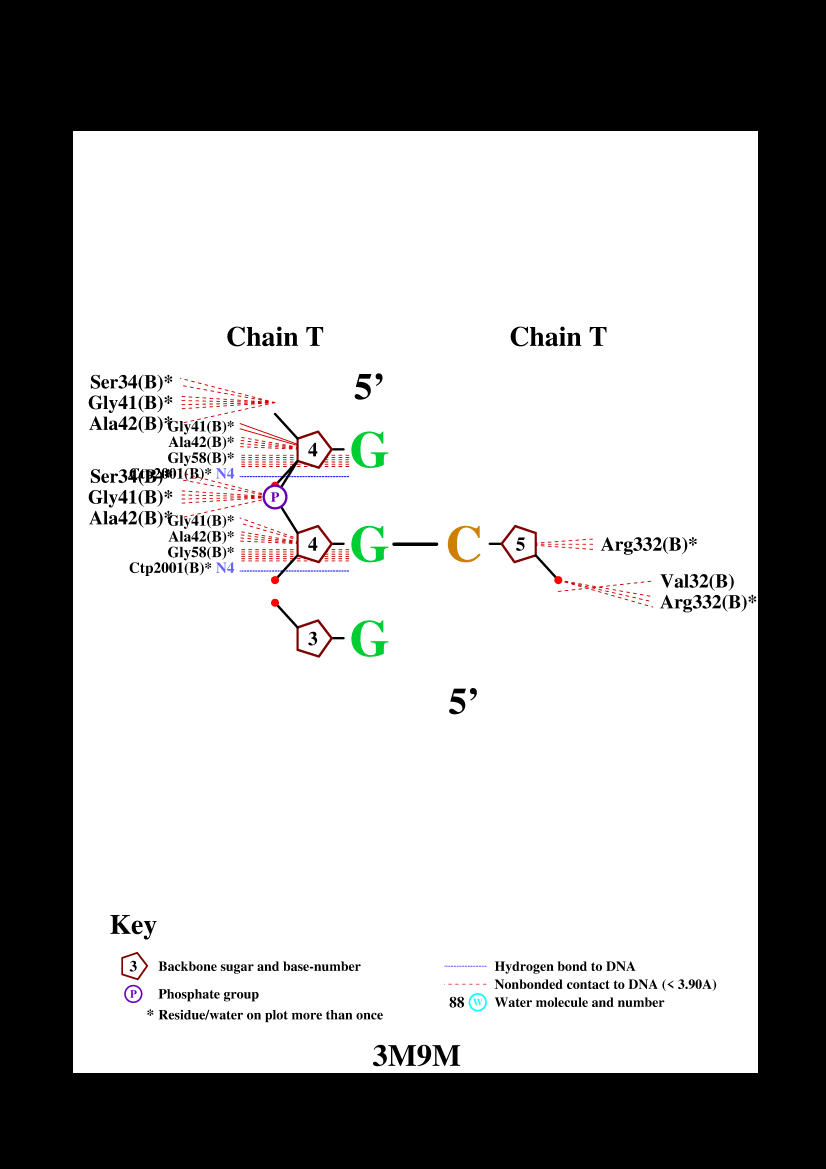 Chain T Chain T
5’
Ser34(B)*
Gly41(B)*
Ala42(B)*
Gly41(B)*
Ala42(B)*
Gly58(B)*
Ctp2001(B)* N4
4 G
Ser34(B)*
P
Gly41(B)*
Ala42(B)*
Gly41(B)*
Ala42(B)*
Gly58(B)*
Ctp2001(B)* N4
4 G C 5 Arg332(B)*
Val32(B)
Arg332(B)*
3 G
5’
Key
3 Backbone sugar and base-number
P Phosphate group
* Residue/water on plot more than once
Hydrogen bond to DNA
Nonbonded contact to DNA (< 3.90A)
88 W Water molecule and number
3M9M